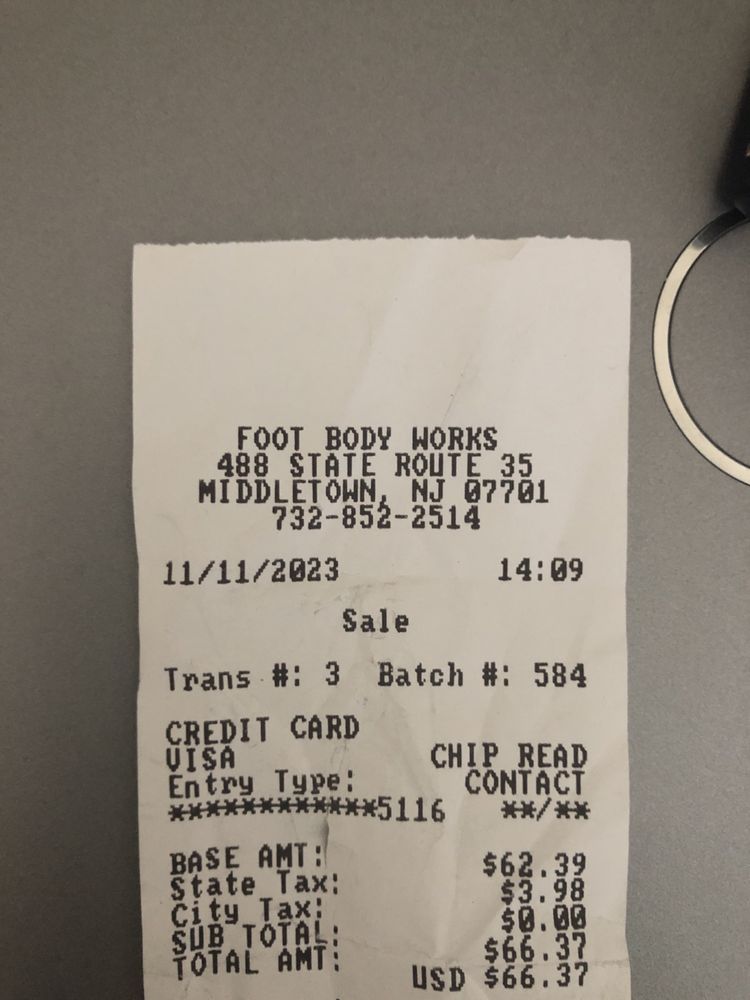 FOOT BODY WORKS
488 STATE ROUTE 35
MIDDLETOWN, NJ 07701
732-852-2514
11/11/2023 14:09
Sale
Trans #: 3 Batch #: 584
CREDIT CARD
VISA CHIP READ
Entry Type: CONTACT
************5116 **/**
BASE AMT: $62.39
State Tax: $3.98
City Tax: $0.00
SUB TOTAL: $66.37
TOTAL AMT: USD $66.37